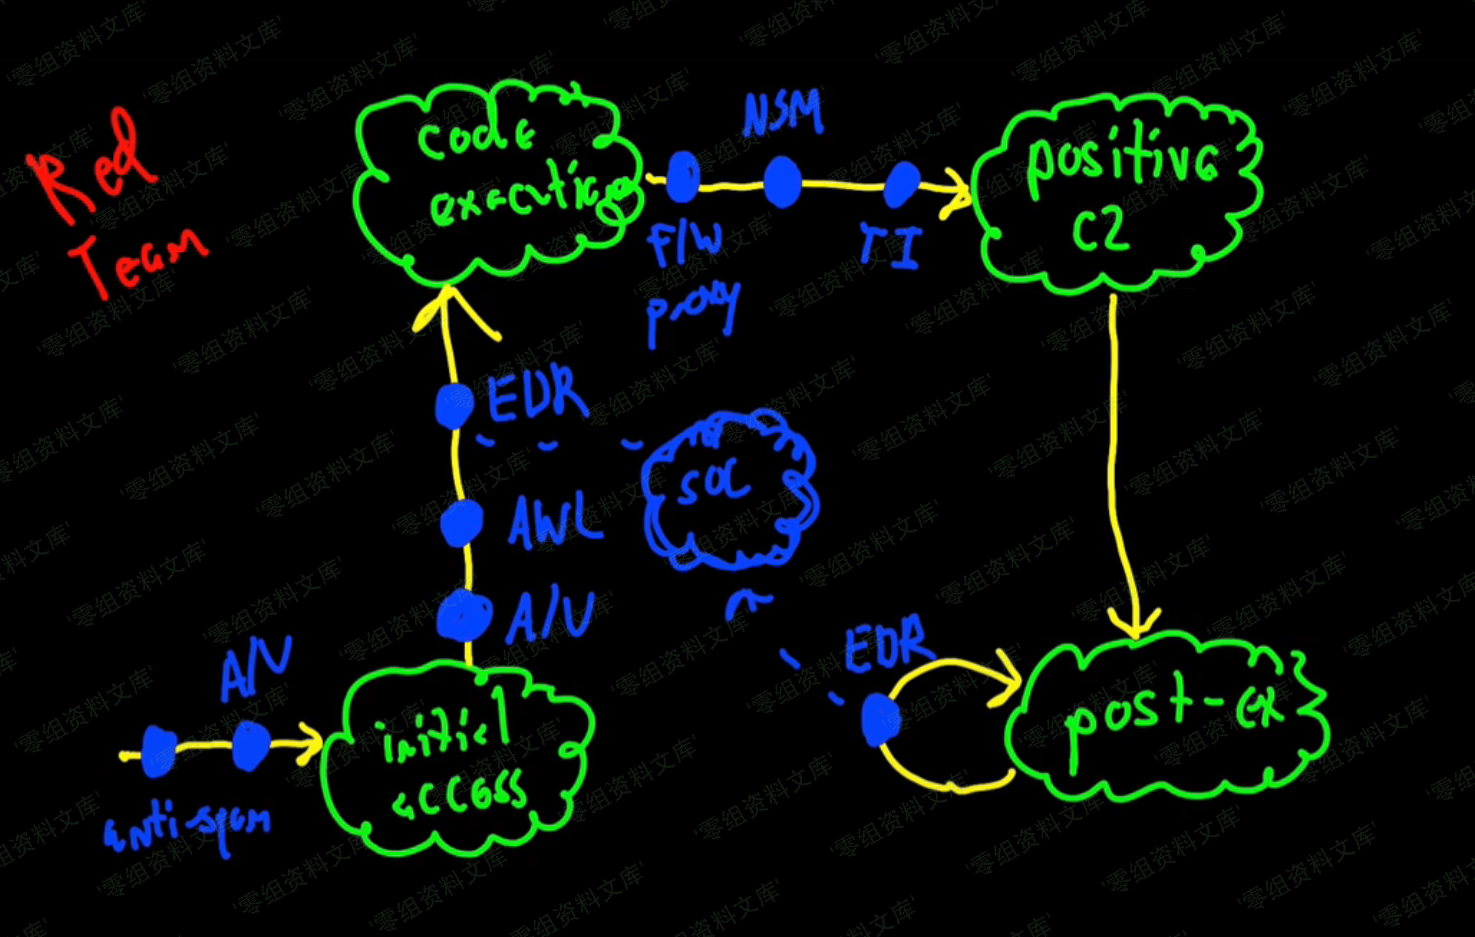 Red
Team
code
execution
NSM
F/W
proxy
TI
positive
C2
EDR
AWL
A/V
SOC
A/V
anti-spam
initial
access
EDR
post-ex
'零组资料文库'